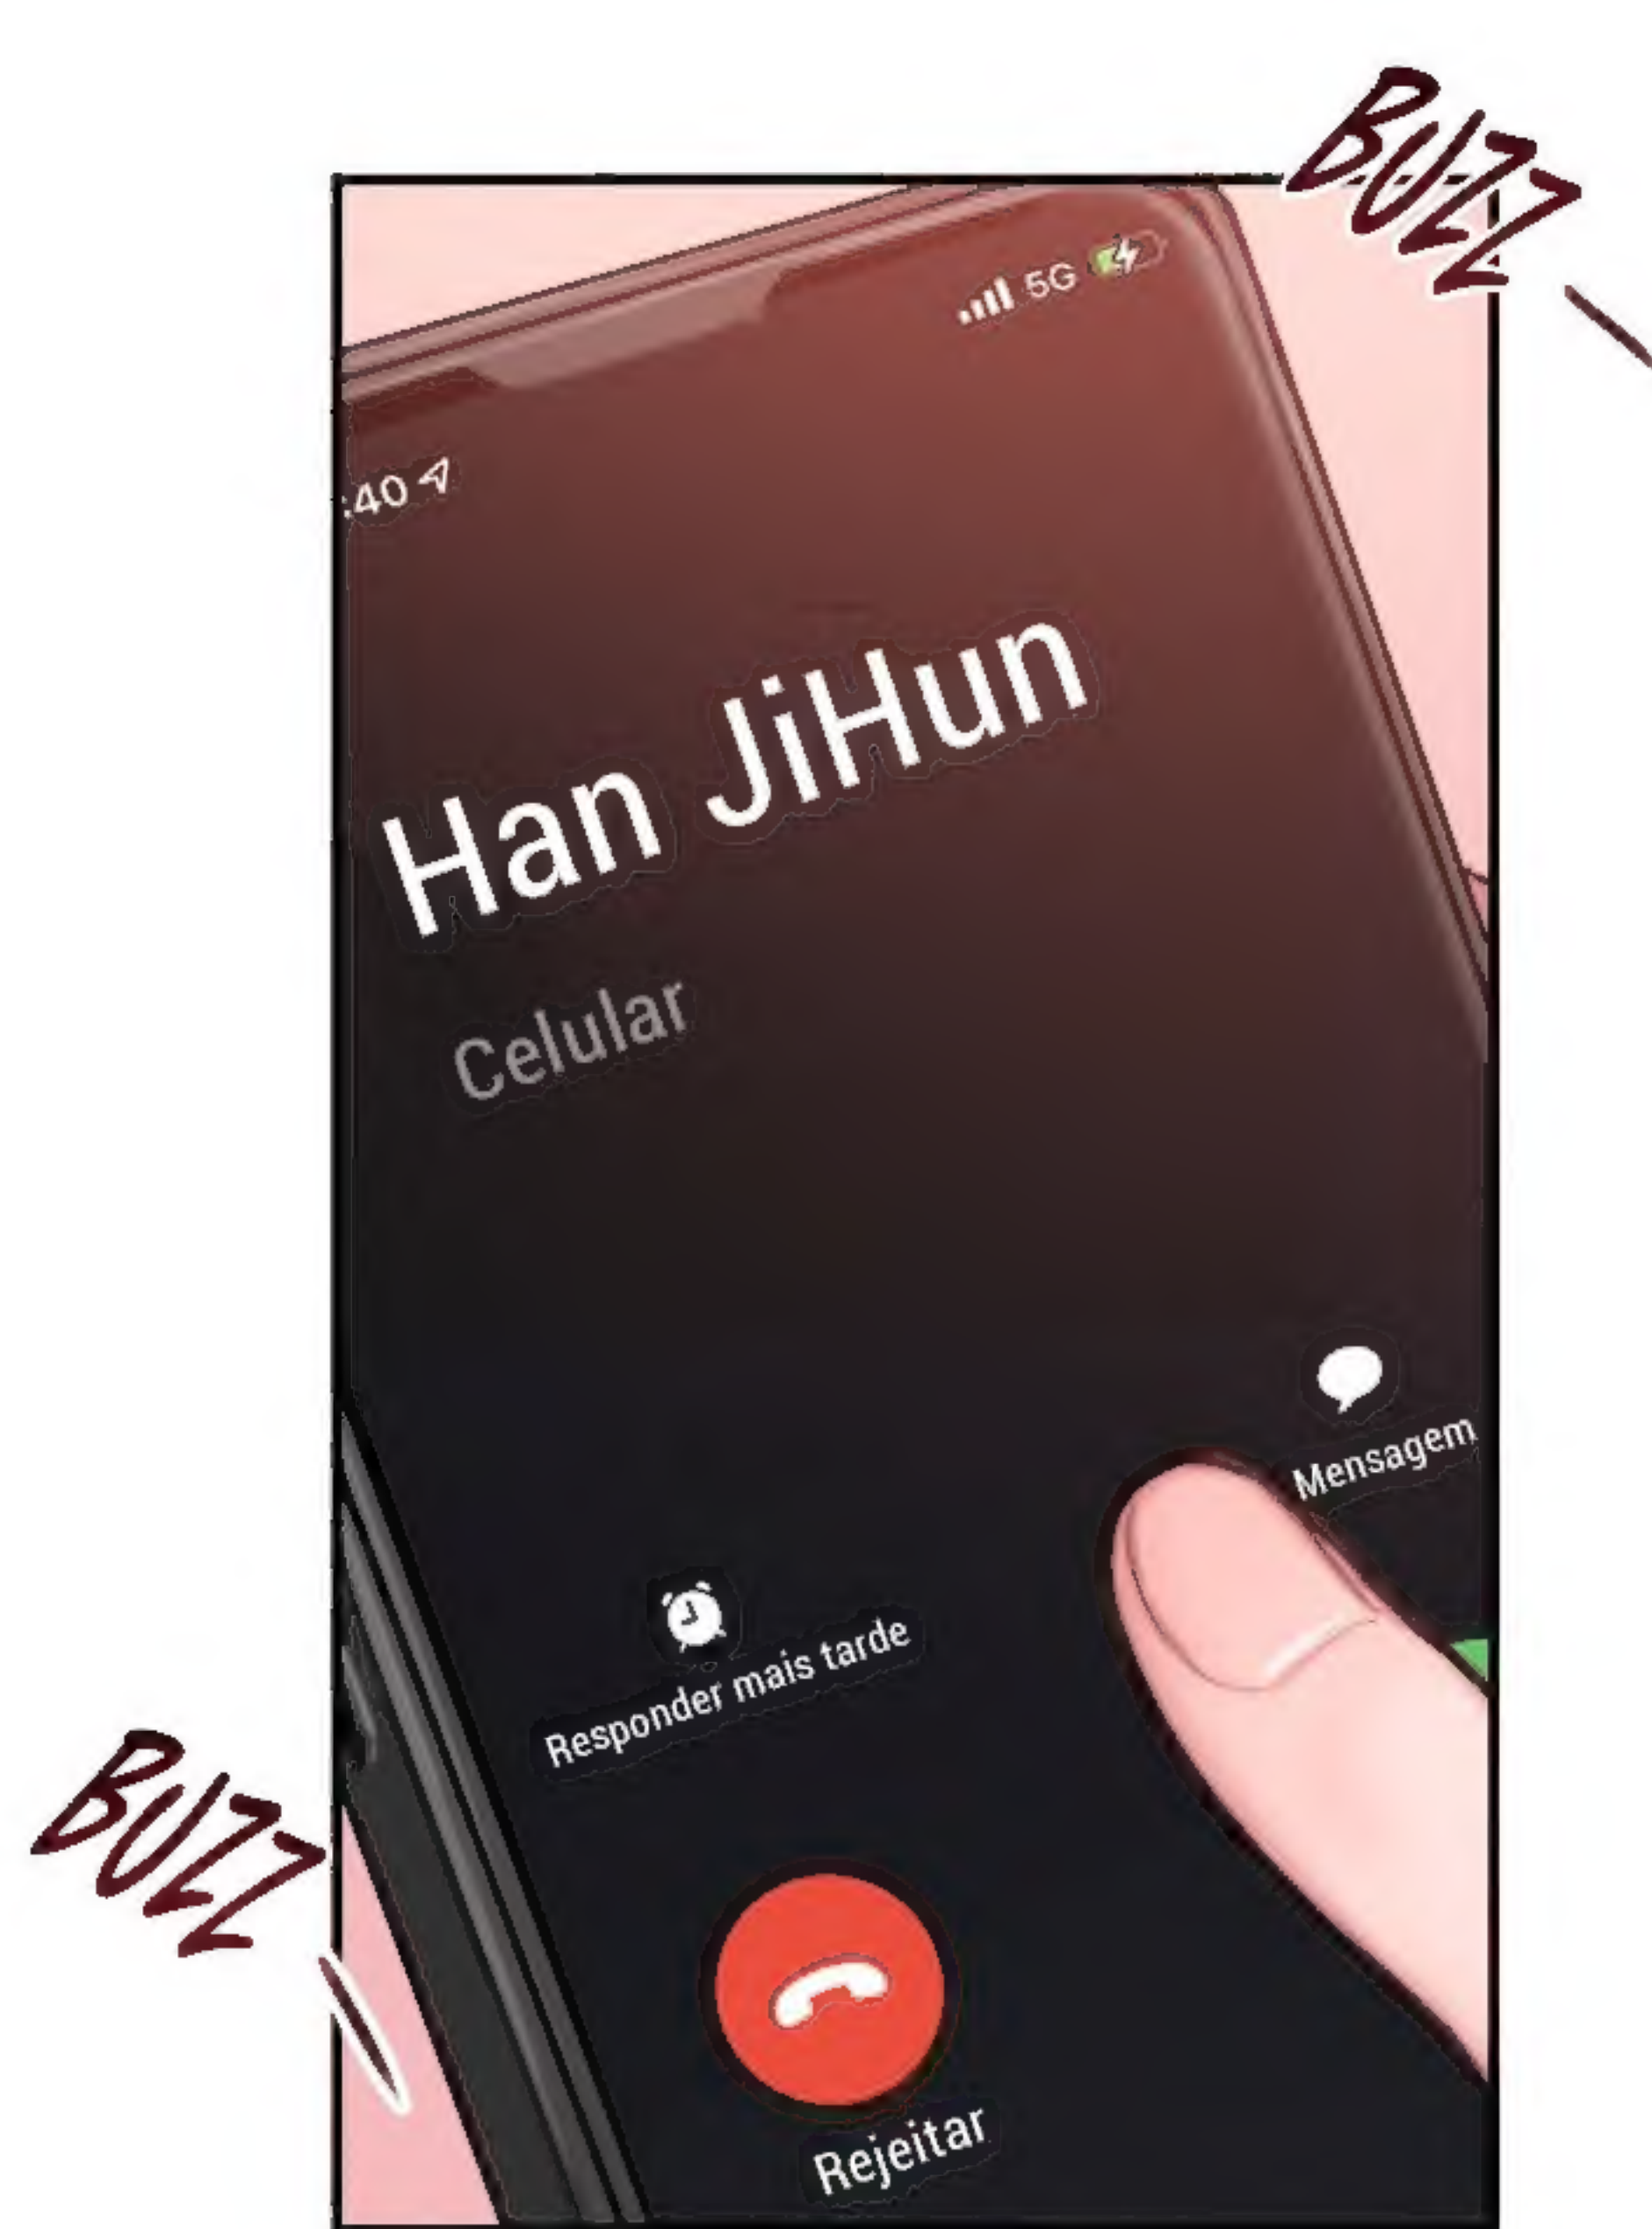 BUZZ
5G
:40
Han JiHun
Celular
Mensagem
Responder mais tarde
BUZZ
Rejeitar